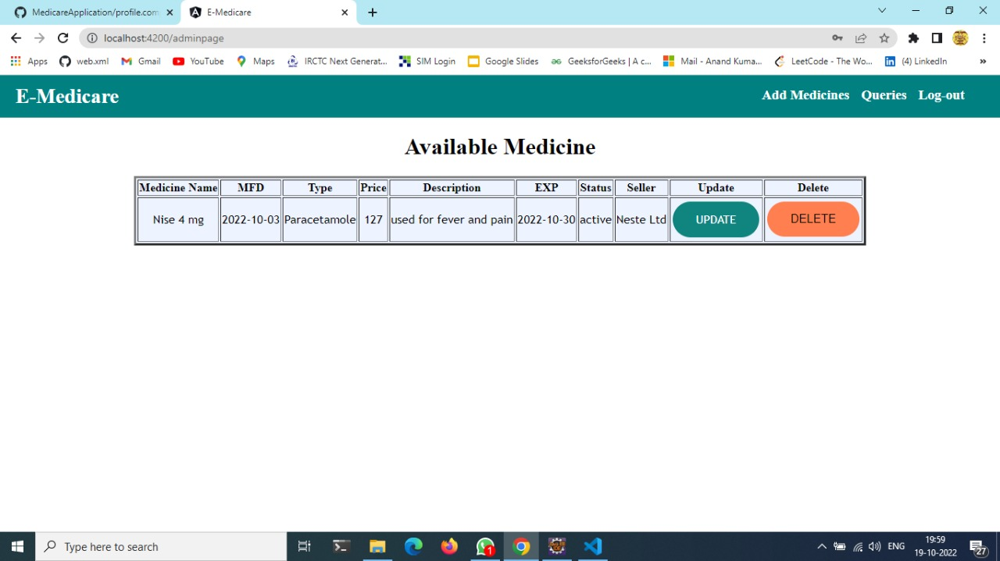 MedicareApplication/profile.com
E-Medicare
localhost:4200/adminpage
Apps web.xml Gmail YouTube Maps IRCTC Next Generat... SIM Login Google Slides GeeksforGeeks | A c... Mail - Anand Kuma... LeetCode - The Wo... (4) LinkedIn »
E-Medicare Add Medicines Queries Log-out
Available Medicine
Medicine Name MFD Type Price Description EXP Status Seller Update Delete
Nise 4 mg 2022-10-03 Paracetamole 127 used for fever and pain 2022-10-30 active Neste Ltd UPDATE DELETE
Type here to search
1
ENG
19:59
19-10-2022
27